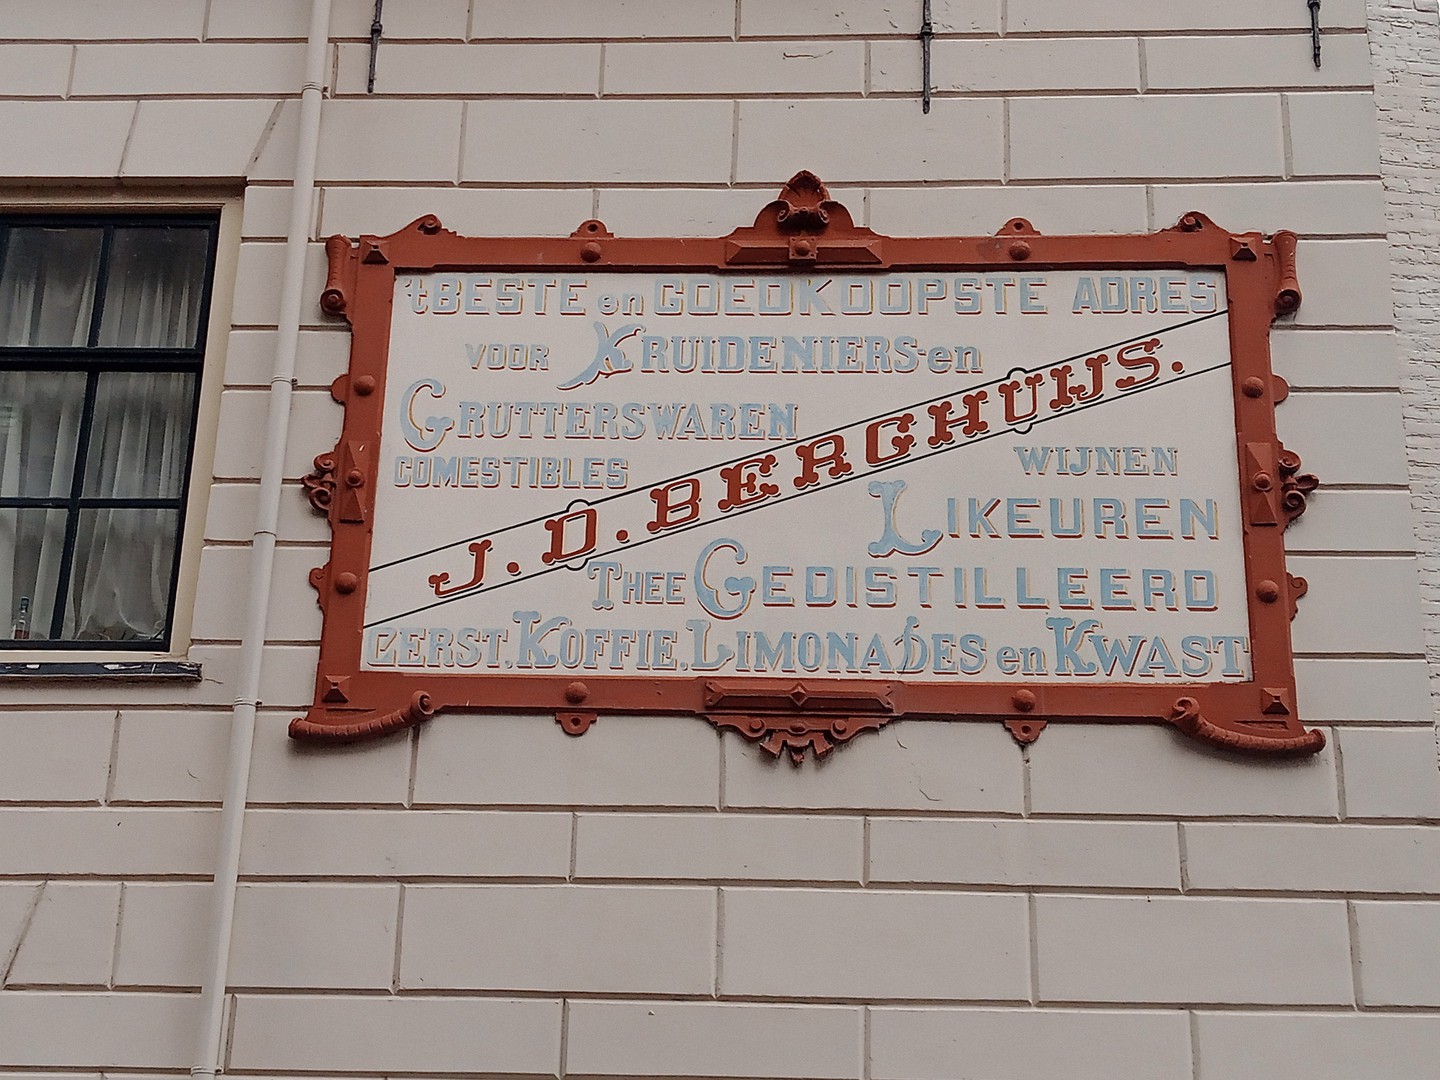 'tBESTE en GOEDKOOPSTE ADRES
VOOR KRUIDENIERS-en
GRUTTERSWAREN
COMESTIBLES
J.D.BERGHUIJS.
WIJNEN
LIKEUREN
THEE GEDISTILLEERD
GERST, KOFFIE, LIMONADES en KWAST